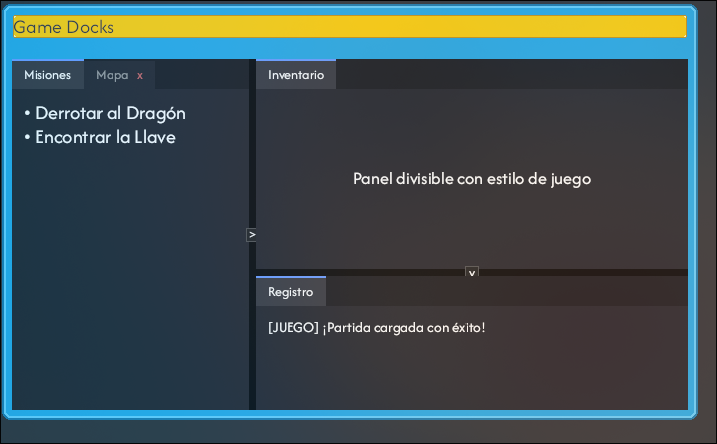 Game Docks
Misiones
Mapa x
Inventario
• Derrotar al Dragón
• Encontrar la Llave
Panel divisible con estilo de juego
>
v
Registro
[JUEGO] ¡Partida cargada con éxito!